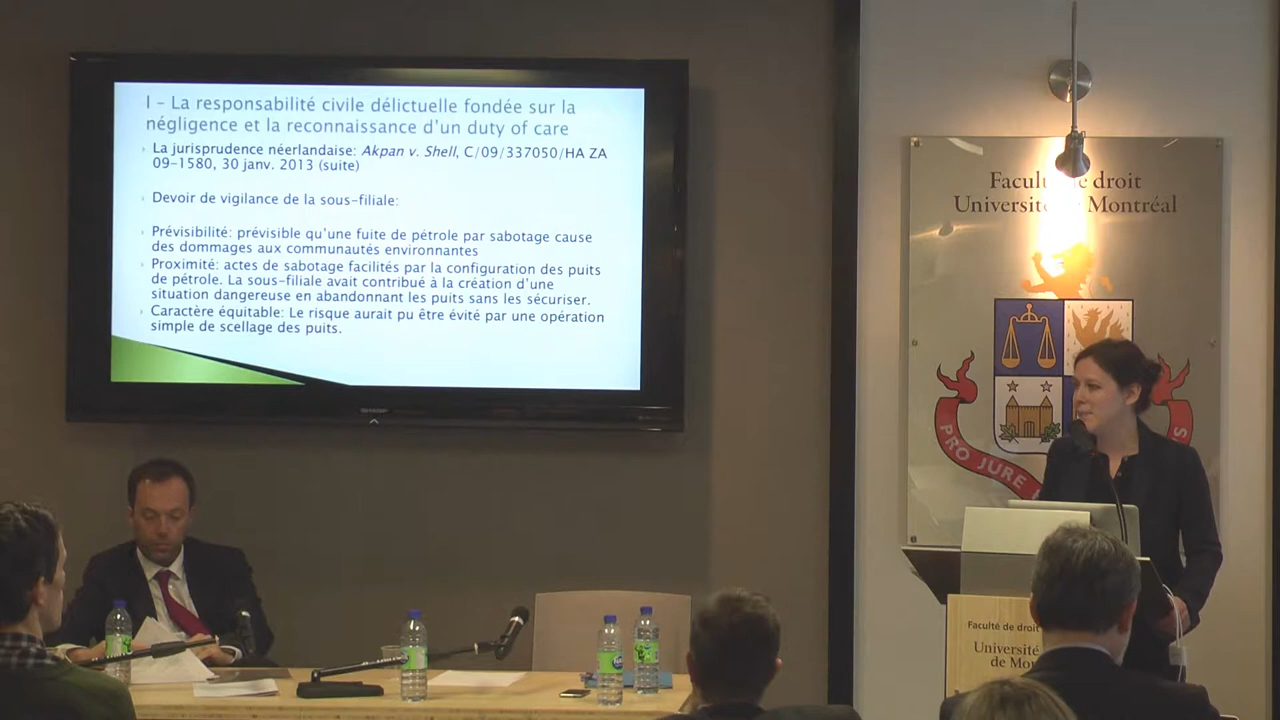 I – La responsabilité civile délictuelle fondée sur la
négligence et la reconnaissance d'un duty of care
La jurisprudence néerlandaise: Akpan v. Shell, C/09/337050/HA ZA
09-1580, 30 janv. 2013 (suite)
Devoir de vigilance de la sous-filiale:
Prévisibilité: prévisible qu'une fuite de pétrole par sabotage cause
des dommages aux communautés environnantes
Proximité: actes de sabotage facilités par la configuration des puits
de pétrole. La sous-filiale avait contribué à la création d'une
situation dangereuse en abandonnant les puits sans les sécuriser.
Caractère équitable: Le risque aurait pu être évité par une opération
simple de scellage des puits.
SHARP
Faculté de droit
Université de Montréal
PRO JURE
Faculté de droit
Université
de Mon